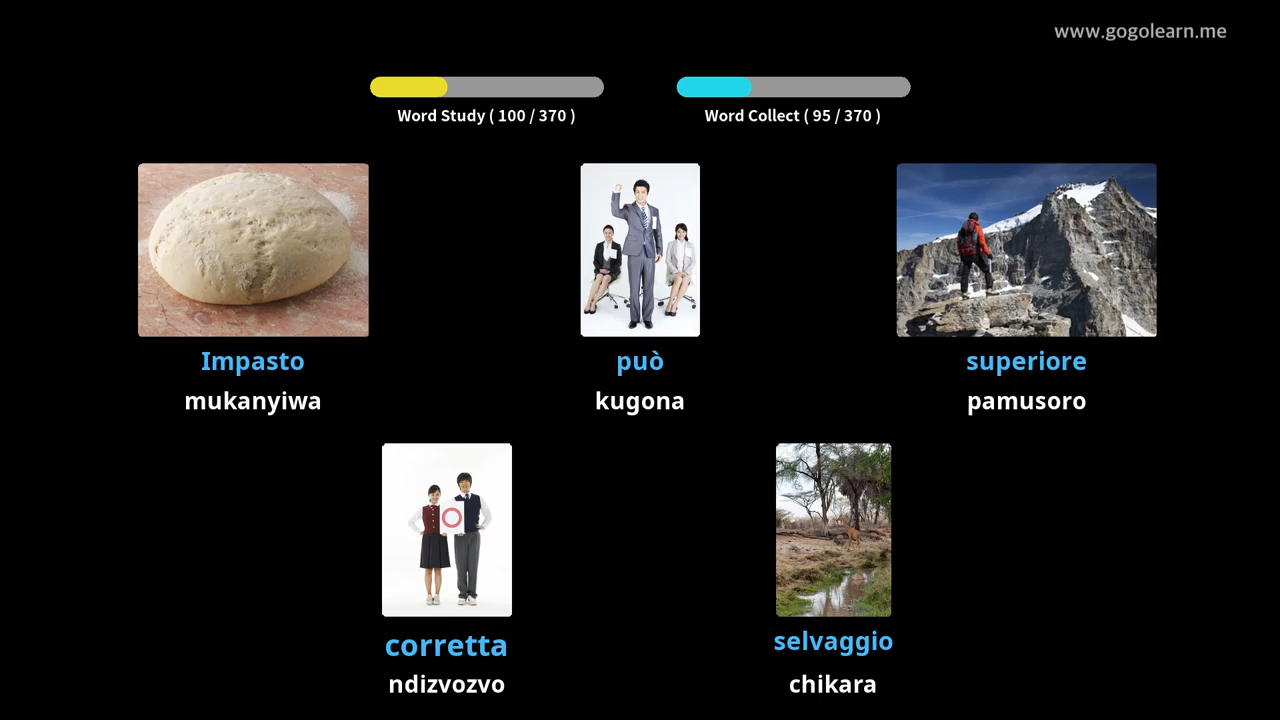 www.gogolearn.me
Word Study ( 100 / 370 )
Word Collect ( 95 / 370 )
Impasto
mukanyiwa
può
kugona
superiore
pamusoro
corretta
ndizvozvo
selvaggio
chikara